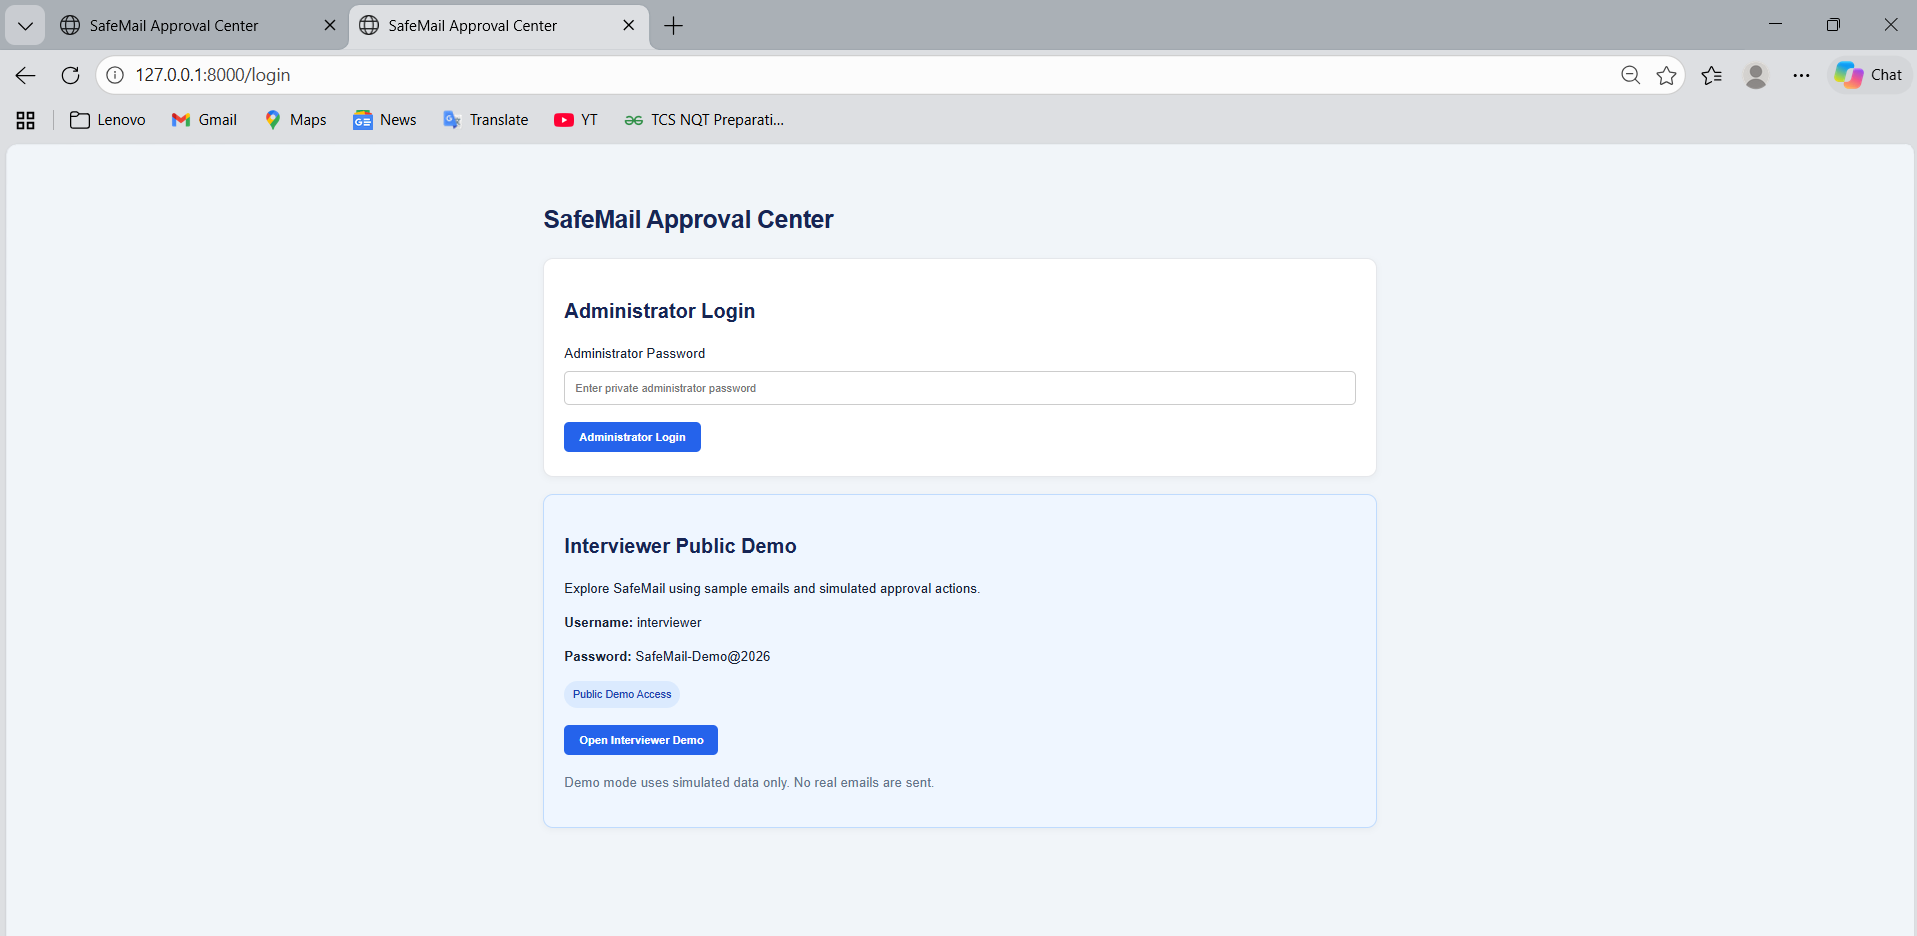 SafeMail Approval Center
SafeMail Approval Center
127.0.0.1:8000/login
Chat
Lenovo
Gmail
Maps
News
Translate
YT
TCS NQT Preparati...
SafeMail Approval Center
Administrator Login
Administrator Password
Enter private administrator password
Administrator Login
Interviewer Public Demo
Explore SafeMail using sample emails and simulated approval actions.
Username: interviewer
Password: SafeMail-Demo@2026
Public Demo Access
Open Interviewer Demo
Demo mode uses simulated data only. No real emails are sent.